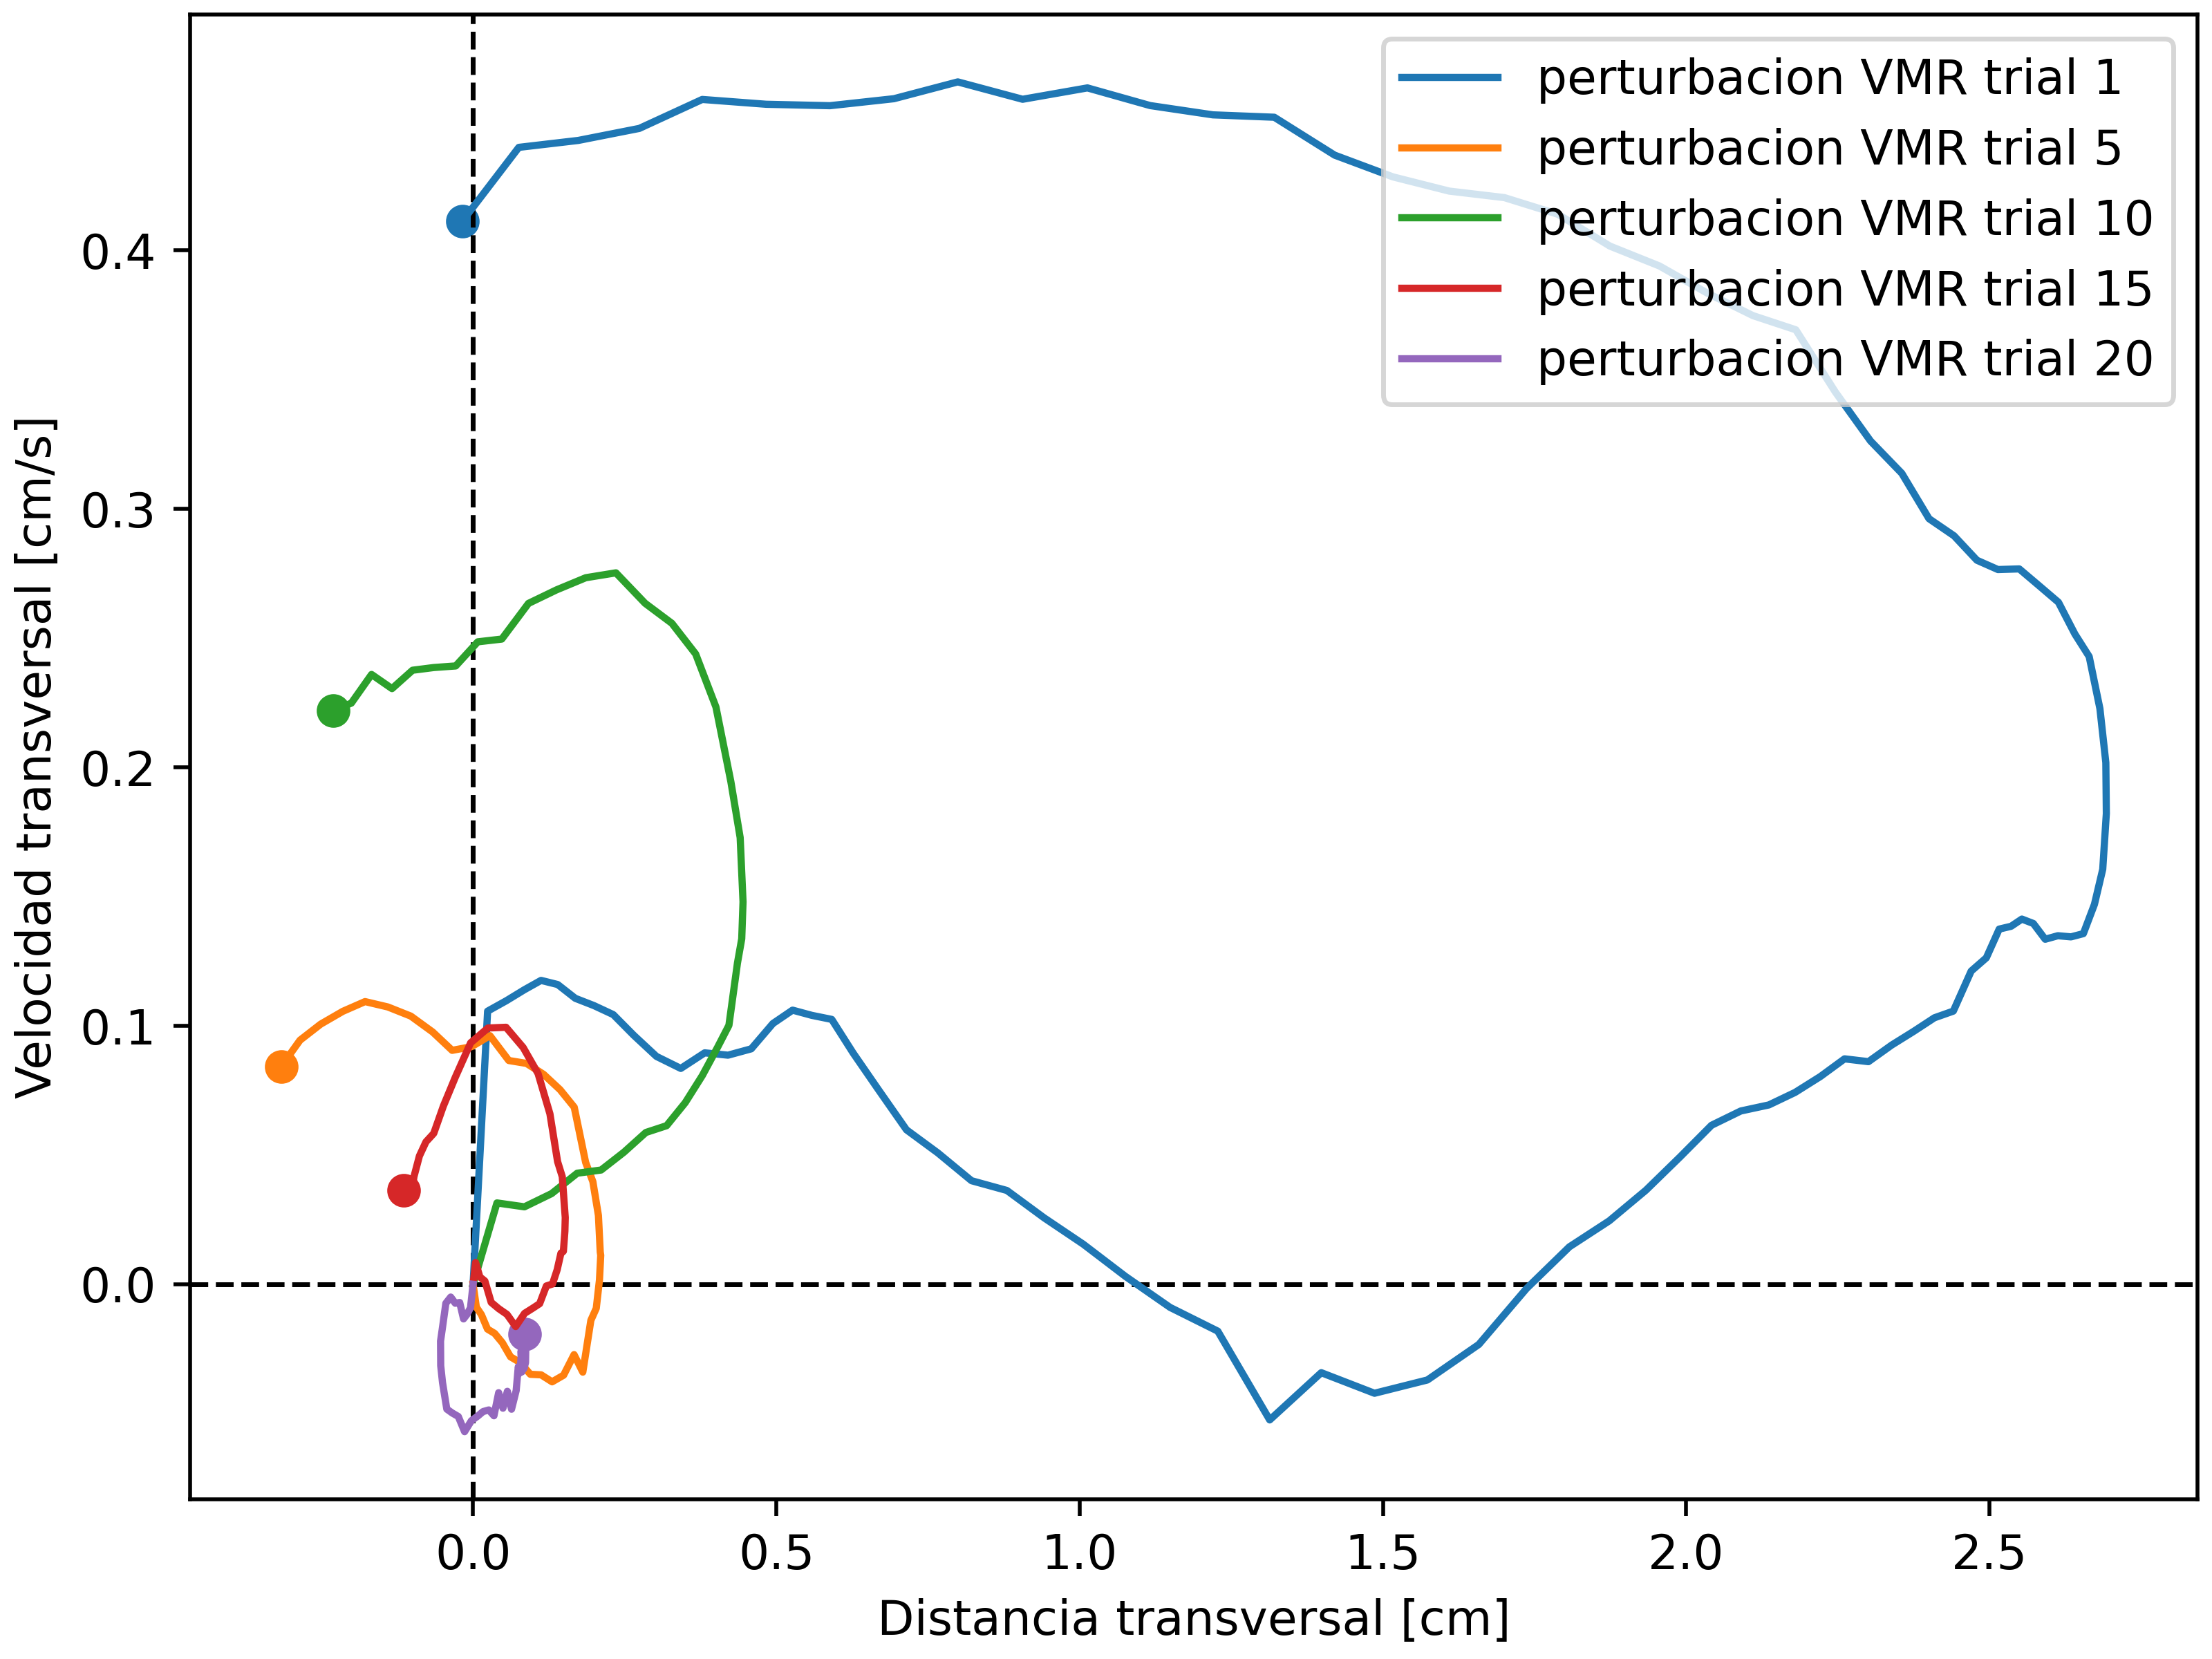 perturbacion VMR trial 1
perturbacion VMR trial 5
perturbacion VMR trial 10
perturbacion VMR trial 15
perturbacion VMR trial 20
Velocidad transversal [cm/s]
0.4
0.3
0.2
0.1
0.0
0.0 0.5 1.0 1.5 2.0 2.5
Distancia transversal [cm]